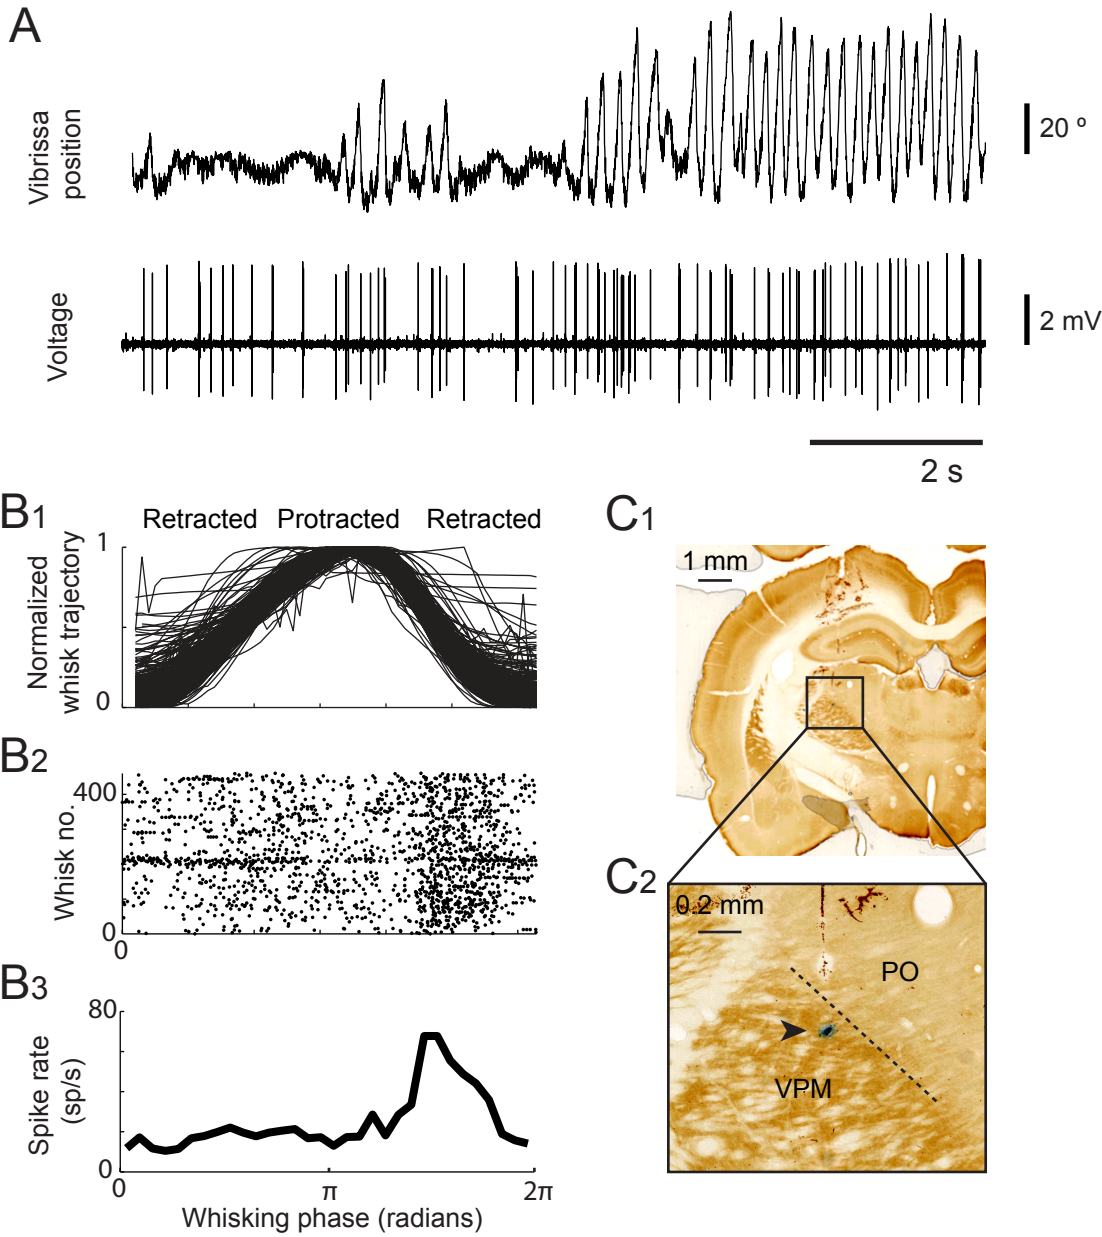 A
Vibrissa
position
20 º
Voltage
2 mV
2 s
B1
Retracted Protracted Retracted
Normalized
whisk trajectory
1
0
B2
Whisk no.
400
0
0
B3
Spike rate
(sp/s)
80
0
0 π 2π
Whisking phase (radians)
C1
1 mm
C2
0.2 mm
PO
VPM